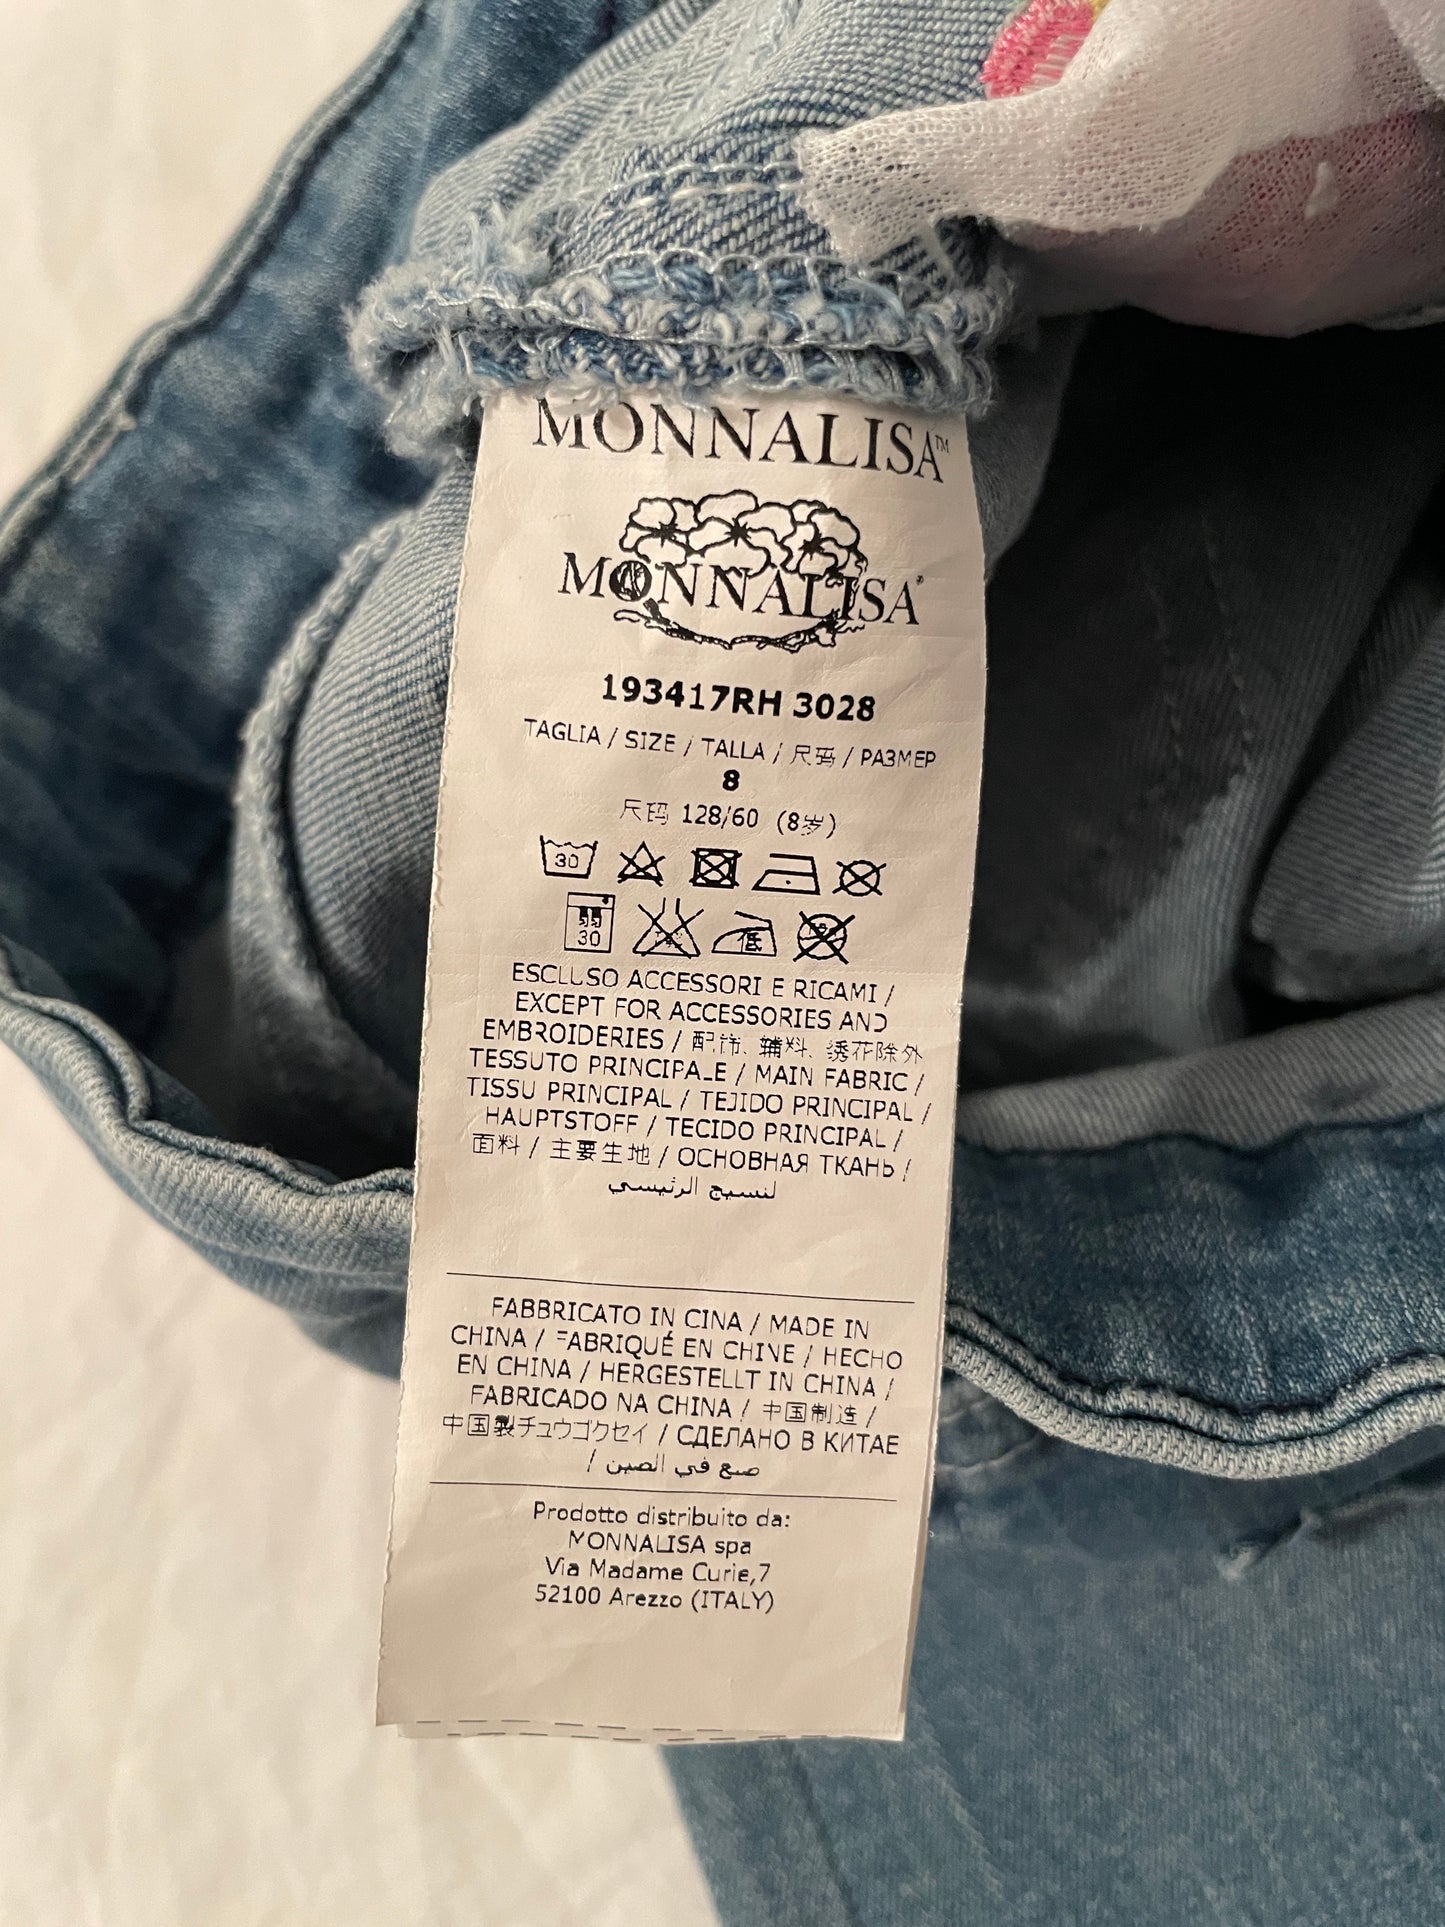 MONNALISA™
MONNALISA®
193417RH 3028
TAGLIA / SIZE / TALLA / 尺码 / РАЗМЕР
8
尺码 128/60 (8岁)
30
弱
30
低
ESCLUSO ACCESSORI E RICAMI /
EXCEPT FOR ACCESSORIES AND
EMBROIDERIES / 配饰、辅料、绣花除外
TESSUTO PRINCIPALE / MAIN FABRIC /
TISSU PRINCIPAL / TEJIDO PRINCIPAL /
HAUPTSTOFF / TECIDO PRINCIPAL /
面料 / 主要生地 / ОСНОВНАЯ ТКАНЬ /
لنسيج الرئيسي
FABBRICATO IN CINA / MADE IN
CHINA / FABRIQUÉ EN CHINE / HECHO
EN CHINA / HERGESTELLT IN CHINA /
FABRICADO NA CHINA / 中国制造 /
中国製チュウゴクセイ / СДЕЛАНО В КИТАЕ
/ صنع في الصين
Prodotto distribuito da:
MONNALISA spa
Via Madame Curie,7
52100 Arezzo (ITALY)